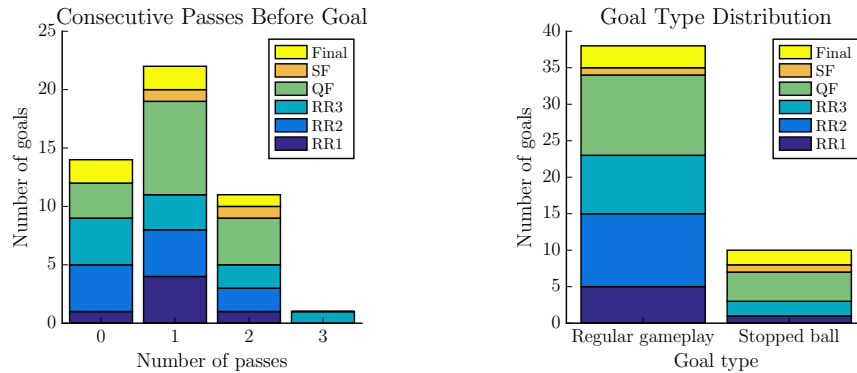 Consecutive Passes Before Goal
25
20
15
10
5
0
Number of goals
Final
SF
QF
RR3
RR2
RR1
0 1 2 3
Number of passes
Goal Type Distribution
40
35
30
25
20
15
10
5
0
Number of goals
Final
SF
QF
RR3
RR2
RR1
Regular gameplay Stopped ball
Goal type